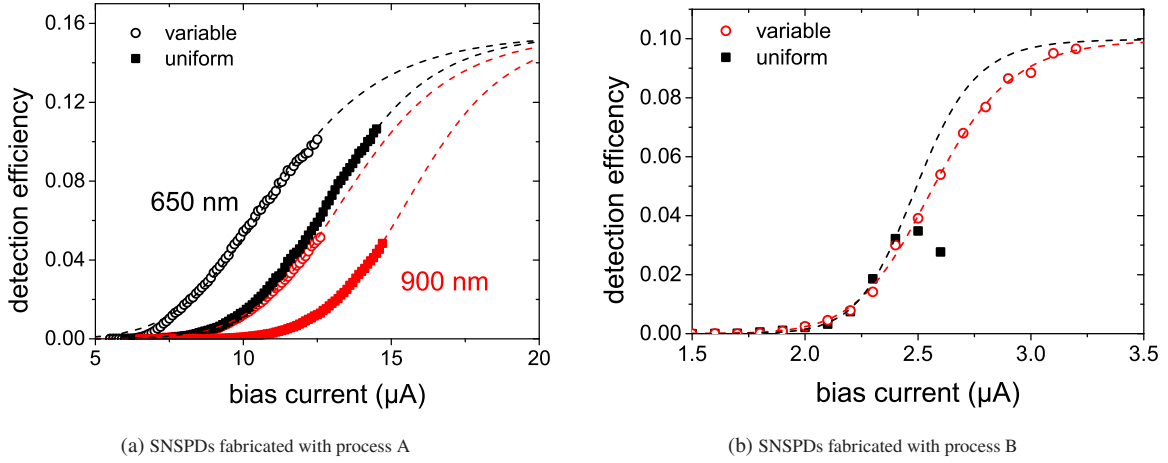 0.16
0.12
0.08
0.04
0.00
5
10
15
20
detection efficiency
bias current (µA)
variable
uniform
650 nm
900 nm
(a) SNSPDs fabricated with process A
0.10
0.08
0.06
0.04
0.02
0.00
1.5
2.0
2.5
3.0
3.5
detection efficency
bias current (µA)
variable
uniform
(b) SNSPDs fabricated with process B